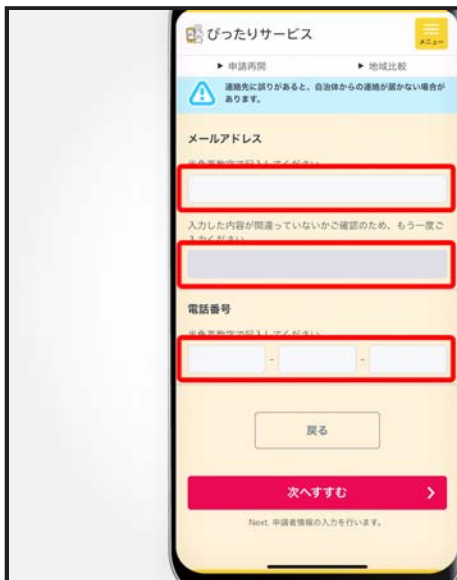 ぴったりサービス
メニュー
▶ 申請再開
▶ 地域比較
連絡先に誤りがあると、自治体からの連絡が届かない場合が
あります。
メールアドレス
半角英数字で記入してください
入力した内容が間違っていないかご確認のため、もう一度ご
入力ください
電話番号
半角英数字で記入してください
- -
戻る
次へすすむ
Next. 申請者情報の入力を行います。